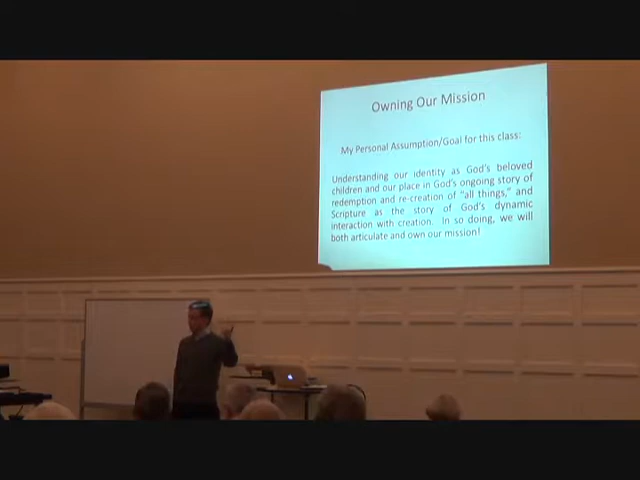 Owning Our Mission
My Personal Assumption/Goal for this class:
Understanding our identity as God's beloved
children and our place in God's ongoing story of
redemption and re-creation of "all things," and
Scripture as the story of God's dynamic
interaction with creation. In so doing, we will
both articulate and own our mission!